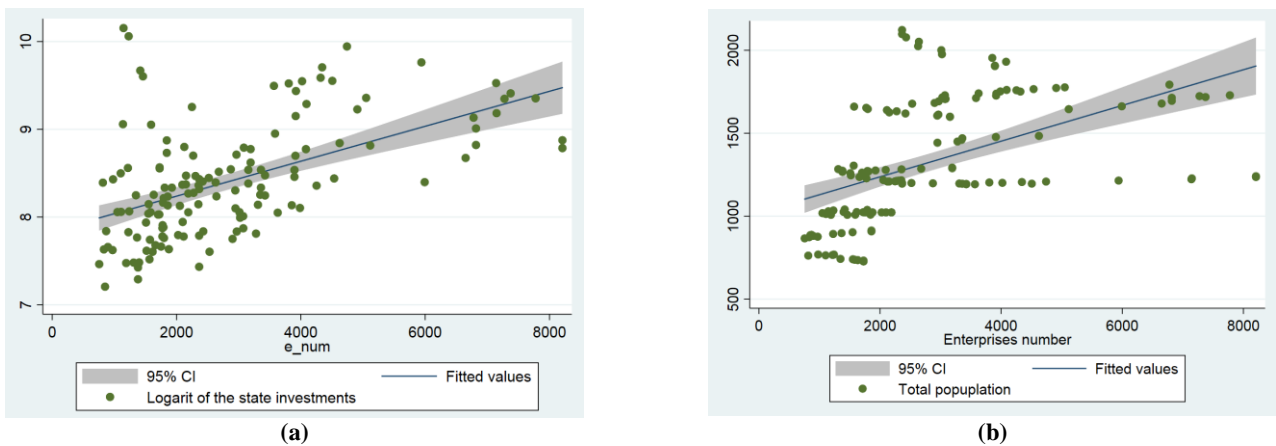 10
9
8
7
0 2000 4000 6000 8000
e_num
95% CI Fitted values
Logarit of the state investments
(a)
2000
1500
1000
500
0 2000 4000 6000 8000
Enterprises number
95% CI Fitted values
Total popuplation
(b)